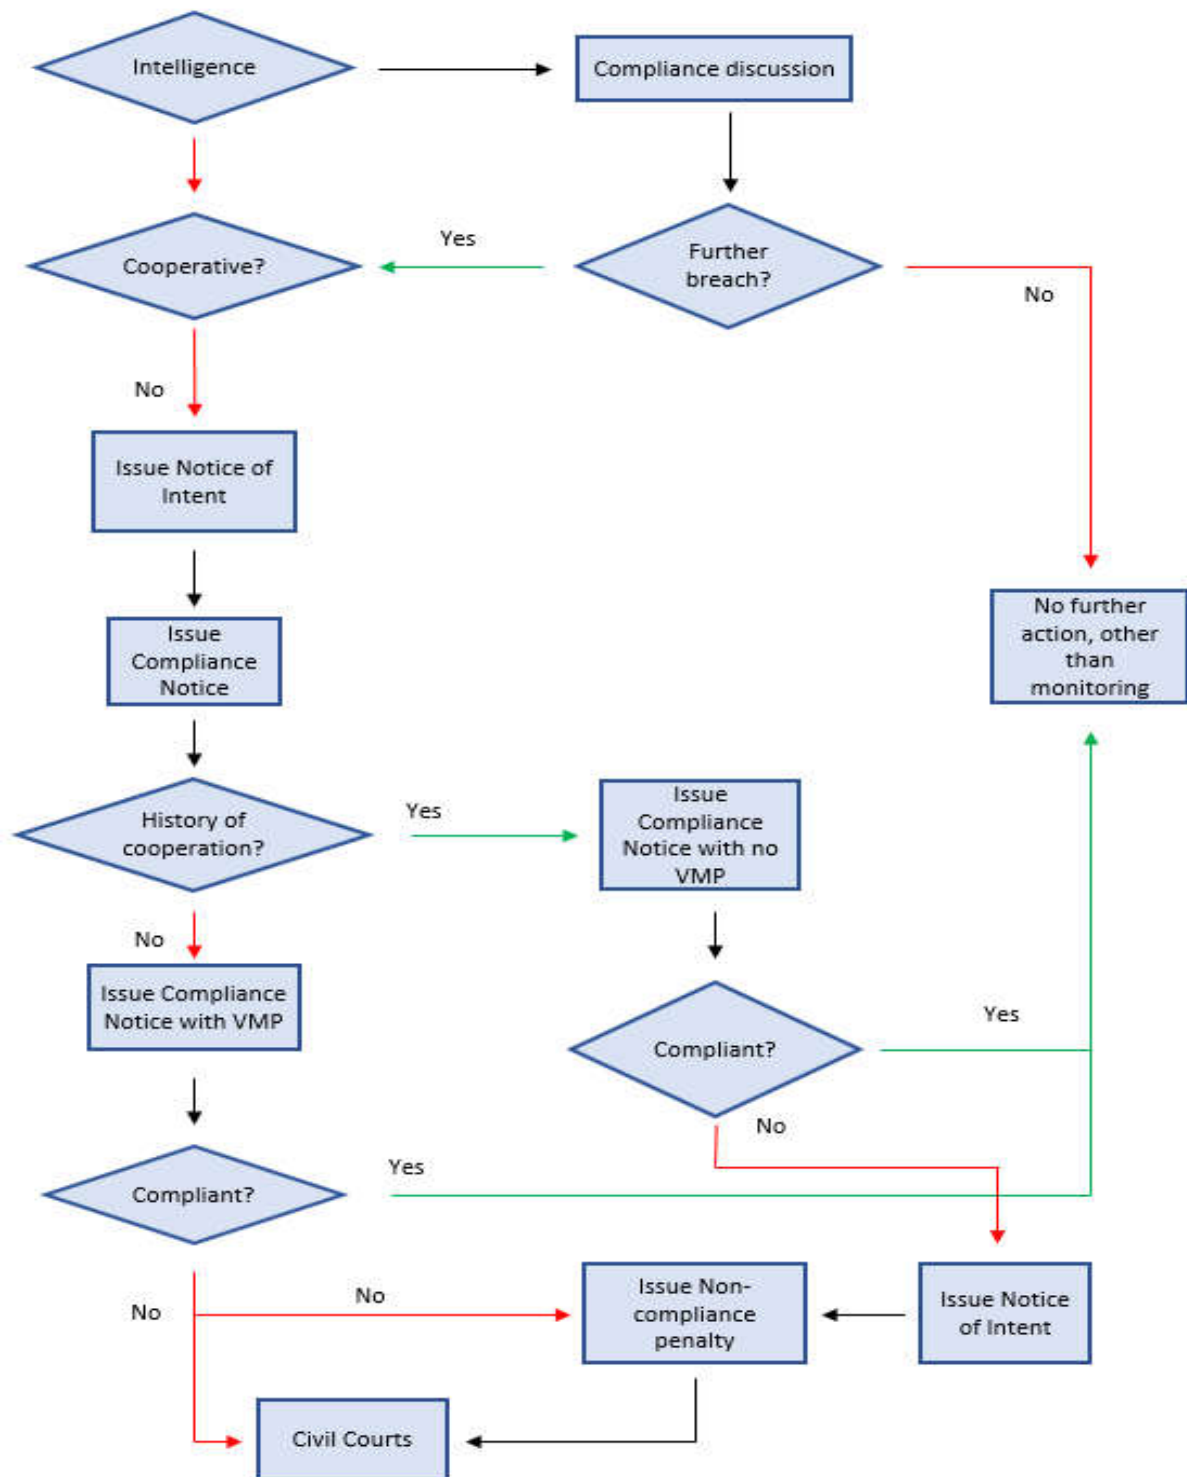 Intelligence
Compliance discussion
Cooperative?
Yes
Further
breach?
No
No
Issue Notice of
Intent
Issue
Compliance
Notice
No further
action, other
than
monitoring
History of
cooperation?
Yes
Issue
Compliance
Notice with no
VMP
No
Issue Compliance
Notice with VMP
Compliant?
Yes
No
Compliant?
Yes
No
No
Issue Non-
compliance
penalty
Issue Notice
of Intent
Civil Courts